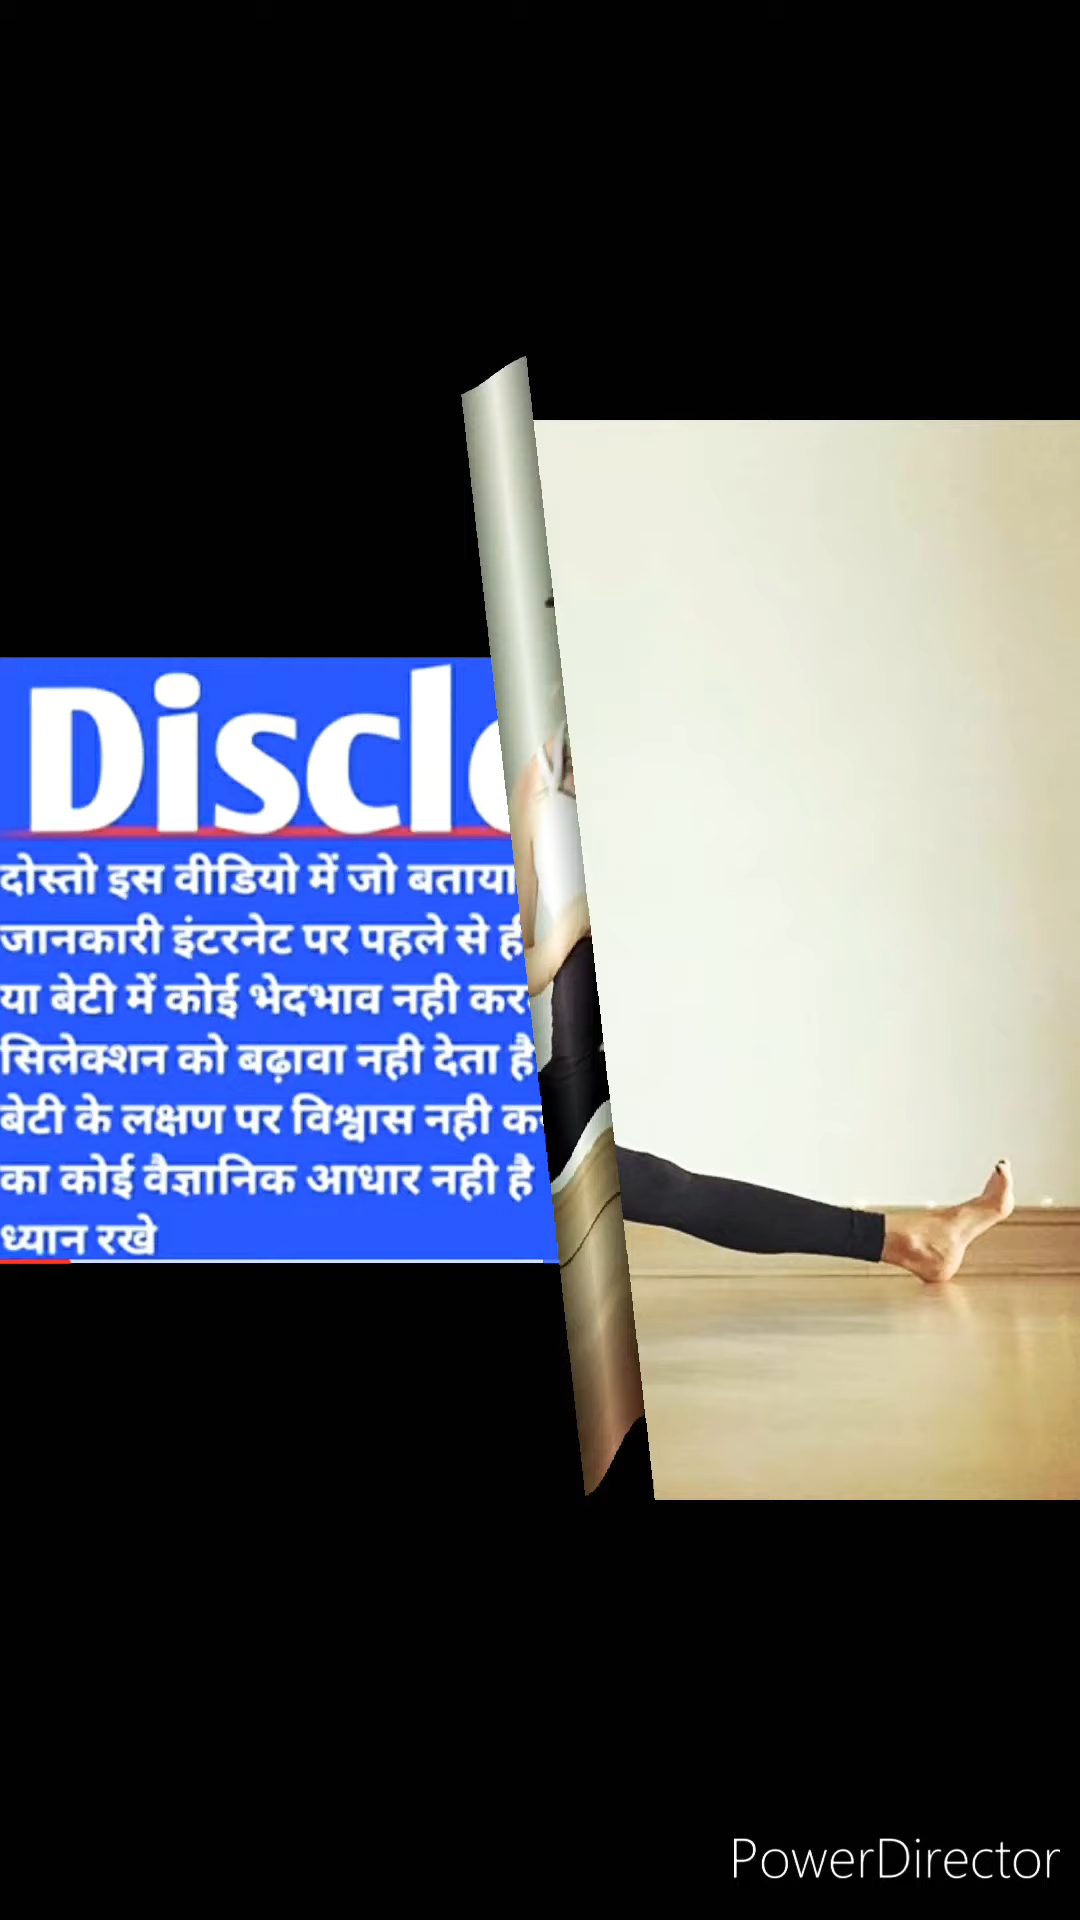 Discl
दोस्तो इस वीडियो में जो बताया
जानकारी इंटरनेट पर पहले से ही
या बेटी में कोई भेदभाव नही
सिलेक्शन को बढ़ावा नही देता है
बेटी के लक्षण पर विश्वास नही
का कोई वैज्ञानिक आधार नही है
ध्यान रखे
PowerDirector